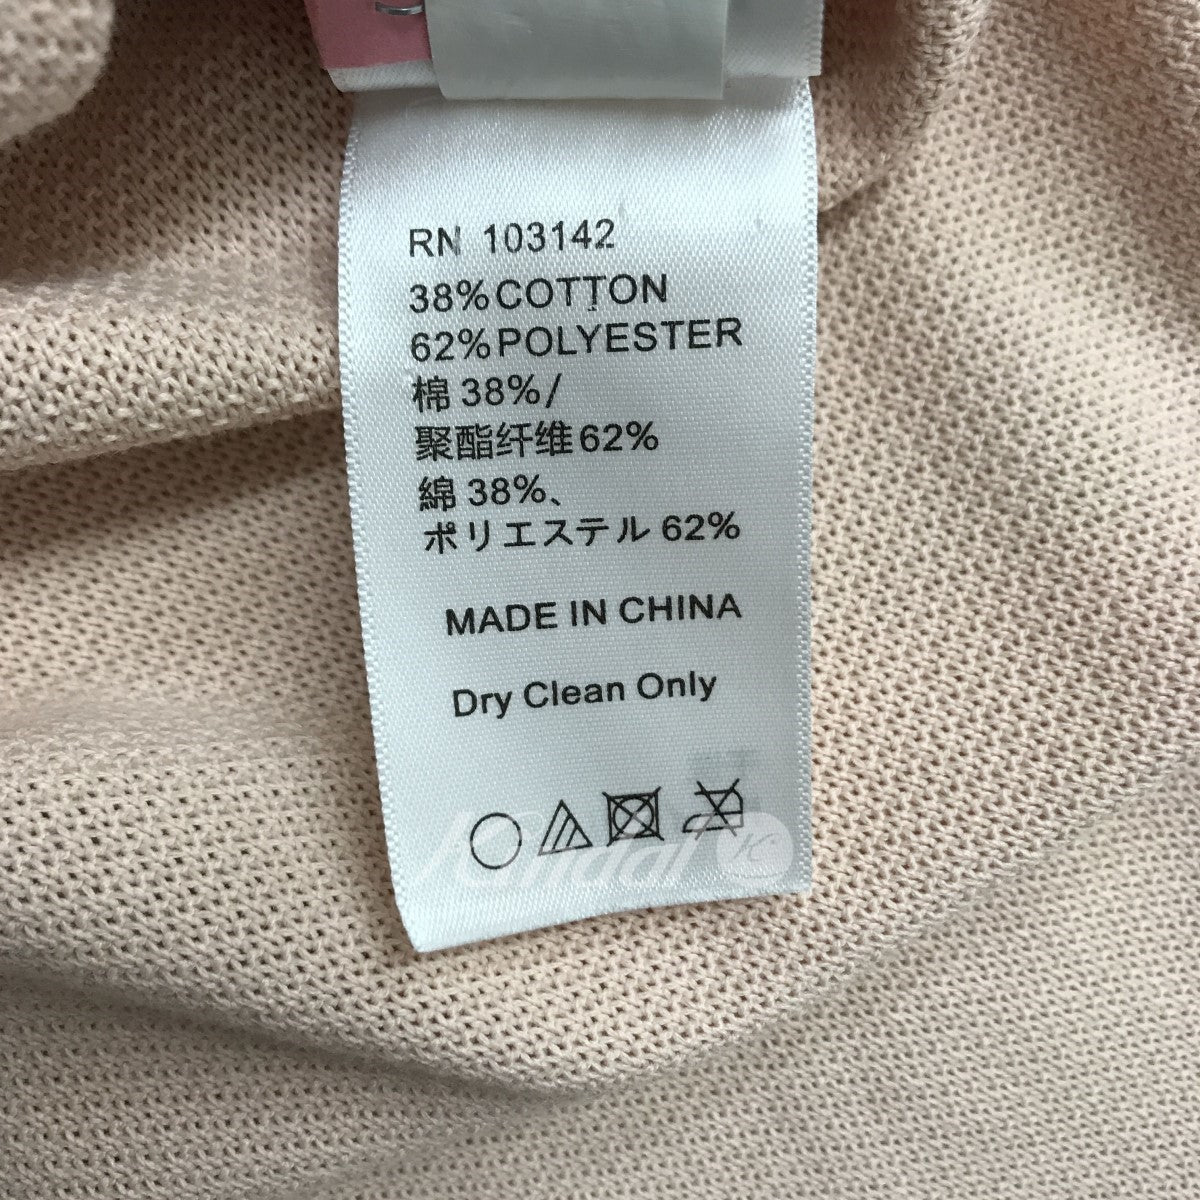 RN 103142
38%COTTON
62%POLYESTER
棉 38%/
聚酯纤维62%
綿 38%、
ポリエステル 62%
MADE IN CHINA
Dry Clean Only
Kindal
K